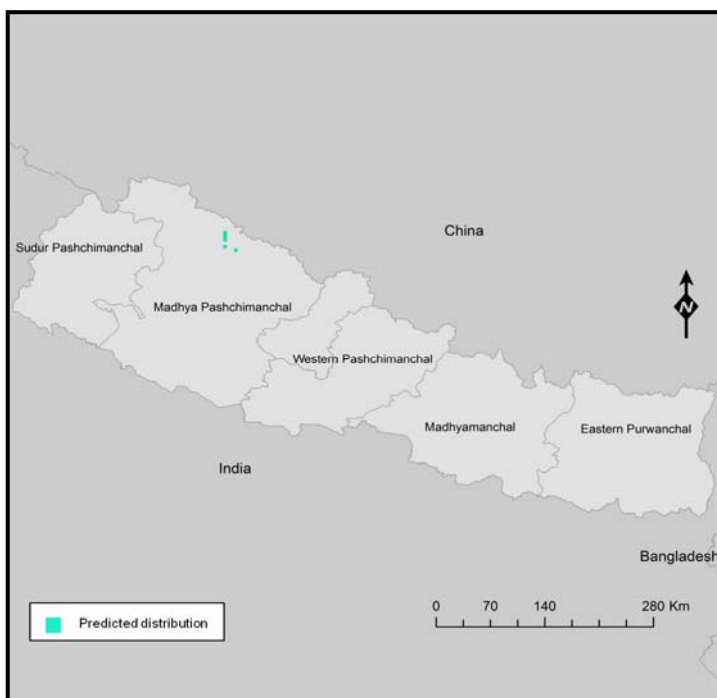 China
Sudur Pashchimanchal
Madhya Pashchimanchal
N
Western Pashchimanchal
Madhyamanchal
Eastern Purwanchal
India
Bangladesh
0 70 140 280 Km
Predicted distribution